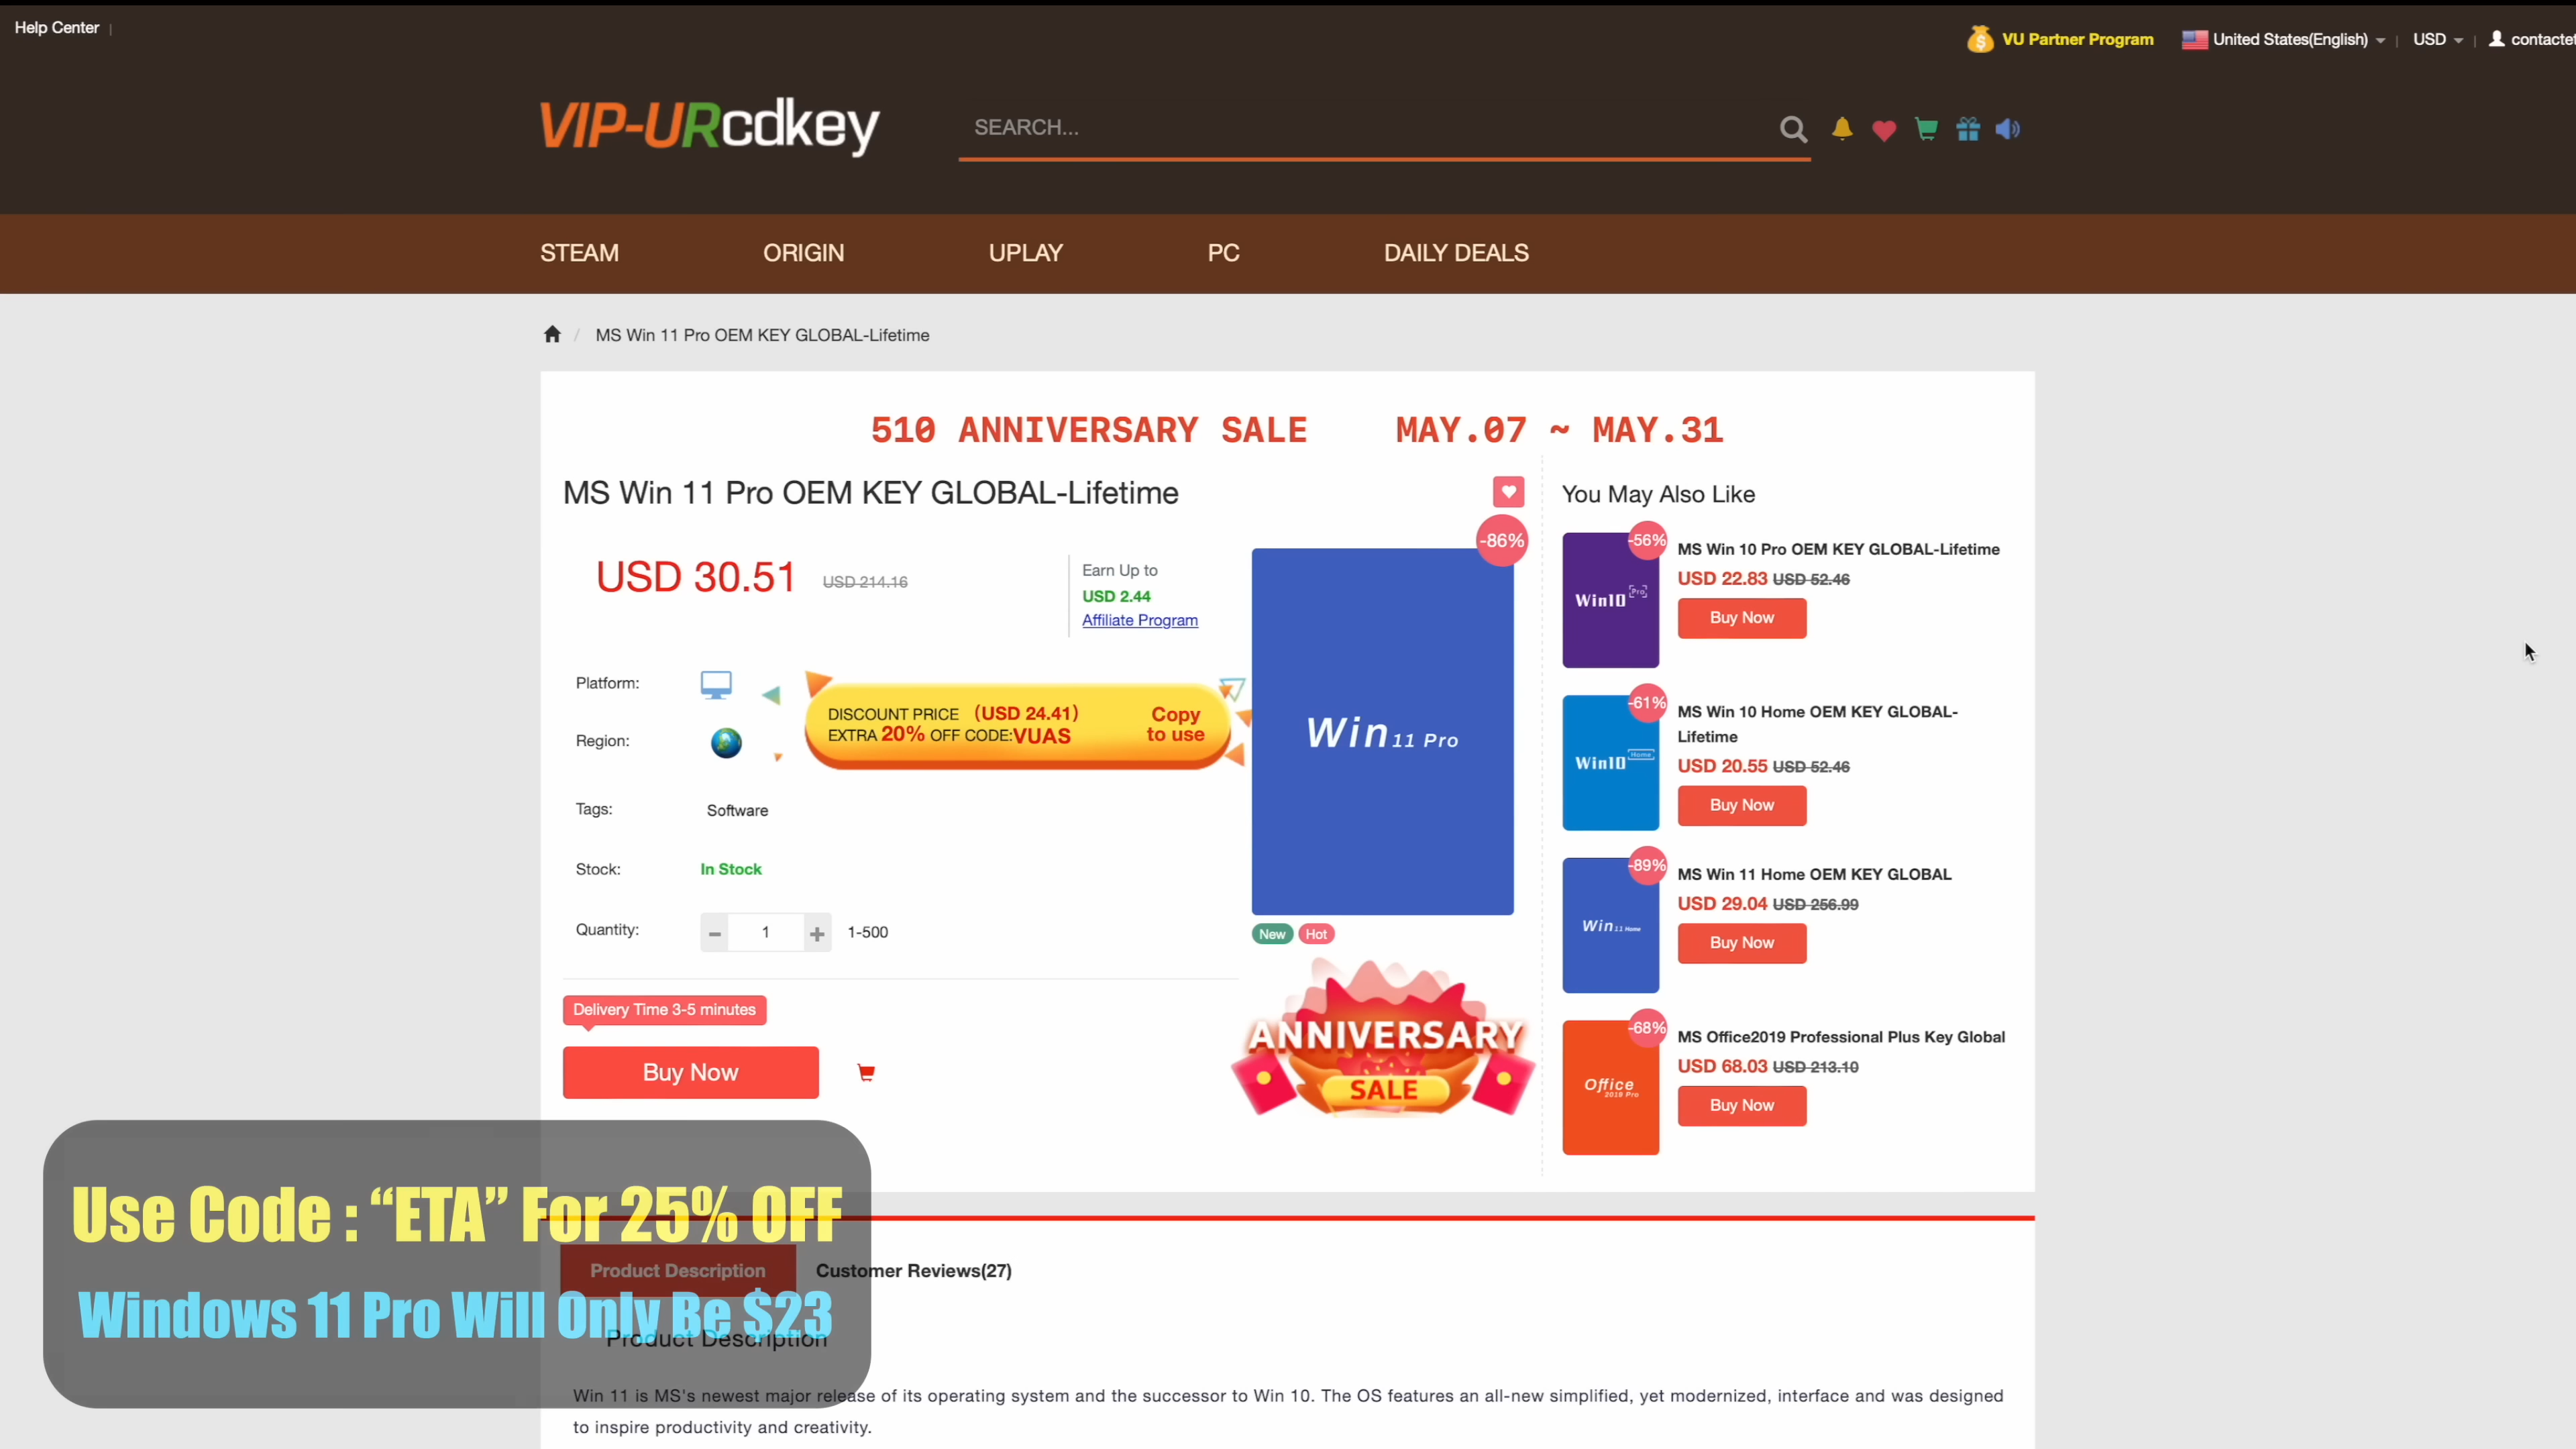 Help Center
VU Partner Program
United States(English)
USD
contactet
VIP-URcdkey
SEARCH...
STEAM
ORIGIN
UPLAY
PC
DAILY DEALS
/ MS Win 11 Pro OEM KEY GLOBAL-Lifetime
510 ANNIVERSARY SALE MAY.07 ~ MAY.31
MS Win 11 Pro OEM KEY GLOBAL-Lifetime
USD 30.51 USD 214.16
Earn Up to
USD 2.44
Affiliate Program
Platform:
Region:
DISCOUNT PRICE (USD 24.41)
EXTRA 20% OFF CODE:VUAS
Copy
to use
Tags:
Software
Stock:
In Stock
Quantity:
1
1-500
Delivery Time 3-5 minutes
Buy Now
-86%
Win 11 Pro
New
Hot
ANNIVERSARY
SALE
You May Also Like
-56%
Win10 Pro
MS Win 10 Pro OEM KEY GLOBAL-Lifetime
USD 22.83 USD 52.46
Buy Now
-61%
Win10 Home
MS Win 10 Home OEM KEY GLOBAL-
Lifetime
USD 20.55 USD 52.46
Buy Now
-89%
Win 11 Home
MS Win 11 Home OEM KEY GLOBAL
USD 29.04 USD 256.99
Buy Now
-68%
Office
2019 Pro
MS Office2019 Professional Plus Key Global
USD 68.03 USD 213.10
Buy Now
Use Code : “ETA” For 25% OFF
Windows 11 Pro Will Only Be $23
Product Description
Customer Reviews(27)
Product Description
Win 11 is MS's newest major release of its operating system and the successor to Win 10. The OS features an all-new simplified, yet modernized, interface and was designed
to inspire productivity and creativity.